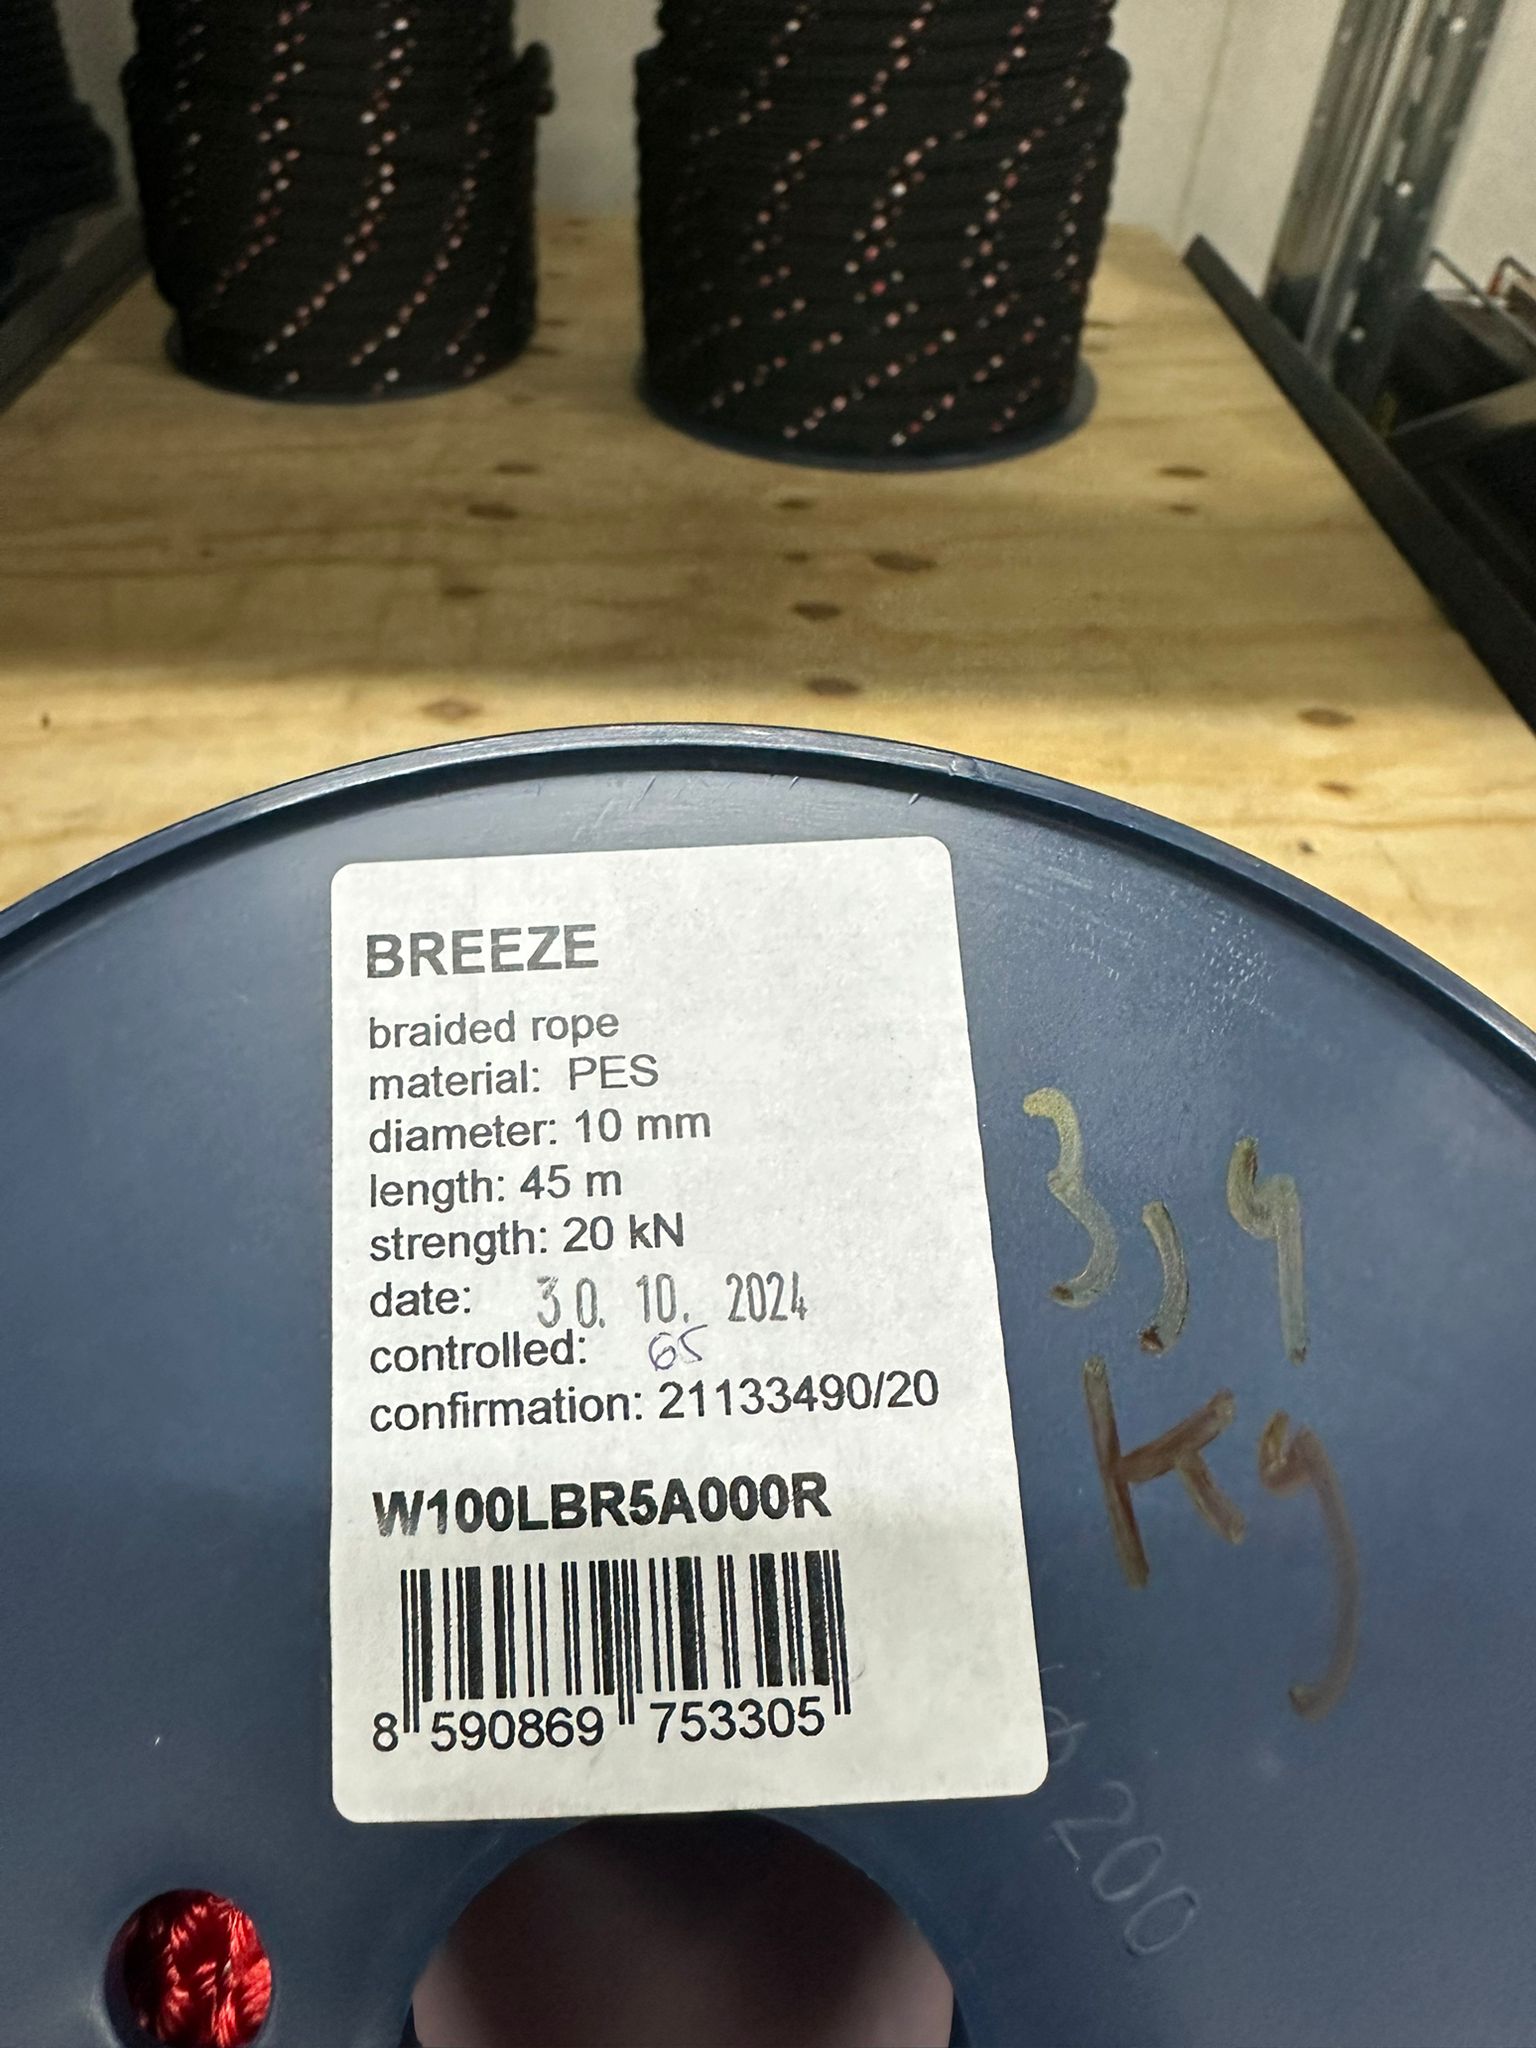 BREEZE
braided rope
material: PES
diameter: 10 mm
length: 45 m
strength: 20 kN
date: 30. 10. 2024
controlled: 65
confirmation: 21133490/20
W100LBR5A000R
8 590869 753305
3,4
Kg
200